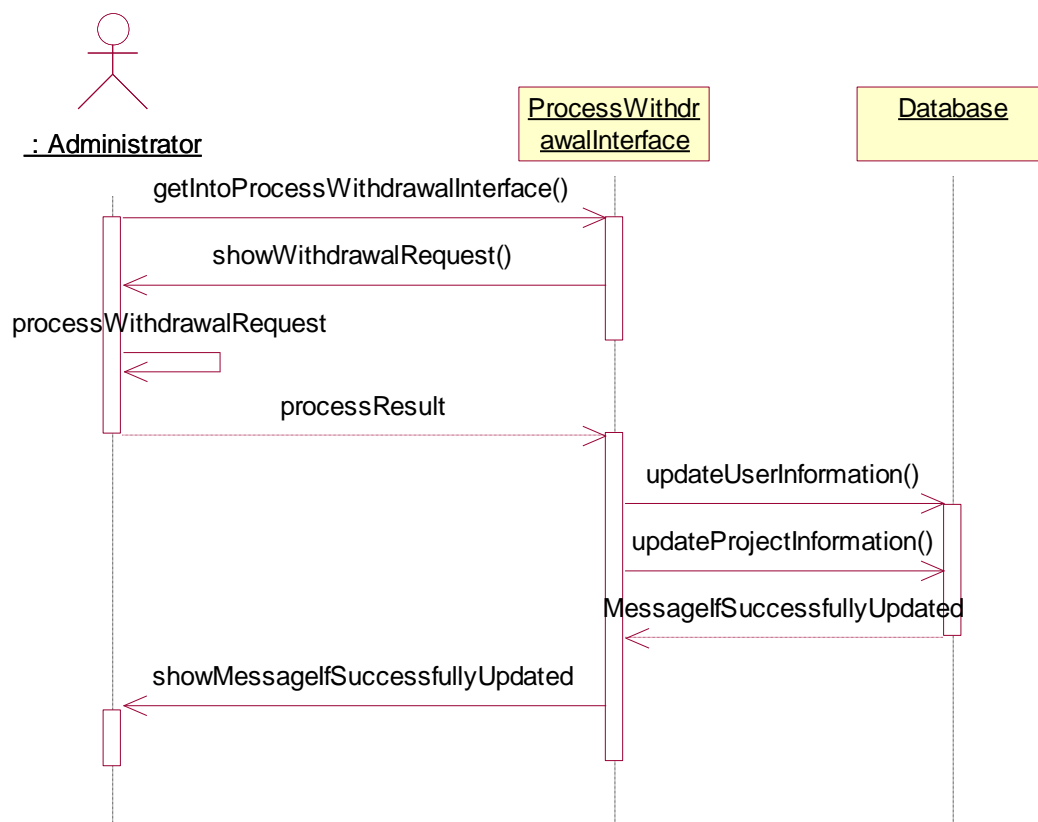 ProcessWithdr
awalInterface
Database
: Administrator
getIntoProcessWithdrawalInterface()
showWithdrawalRequest()
processWithdrawalRequest
processResult
updateUserInformation()
updateProjectInformation()
MessageIfSuccessfullyUpdated
showMessageIfSuccessfullyUpdated